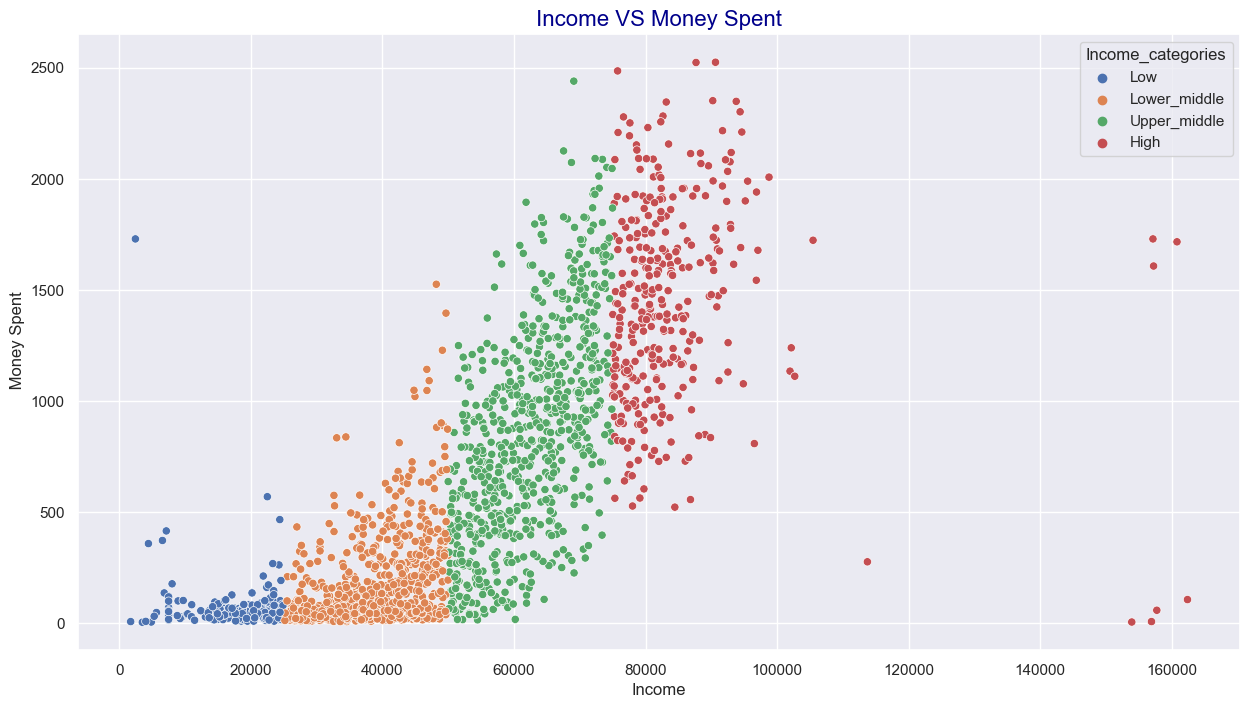 Income VS Money Spent
Income_categories
Low
Lower_middle
Upper_middle
High
Money Spent
2500
2000
1500
1000
500
0
0 20000 40000 60000 80000 100000 120000 140000 160000
Income